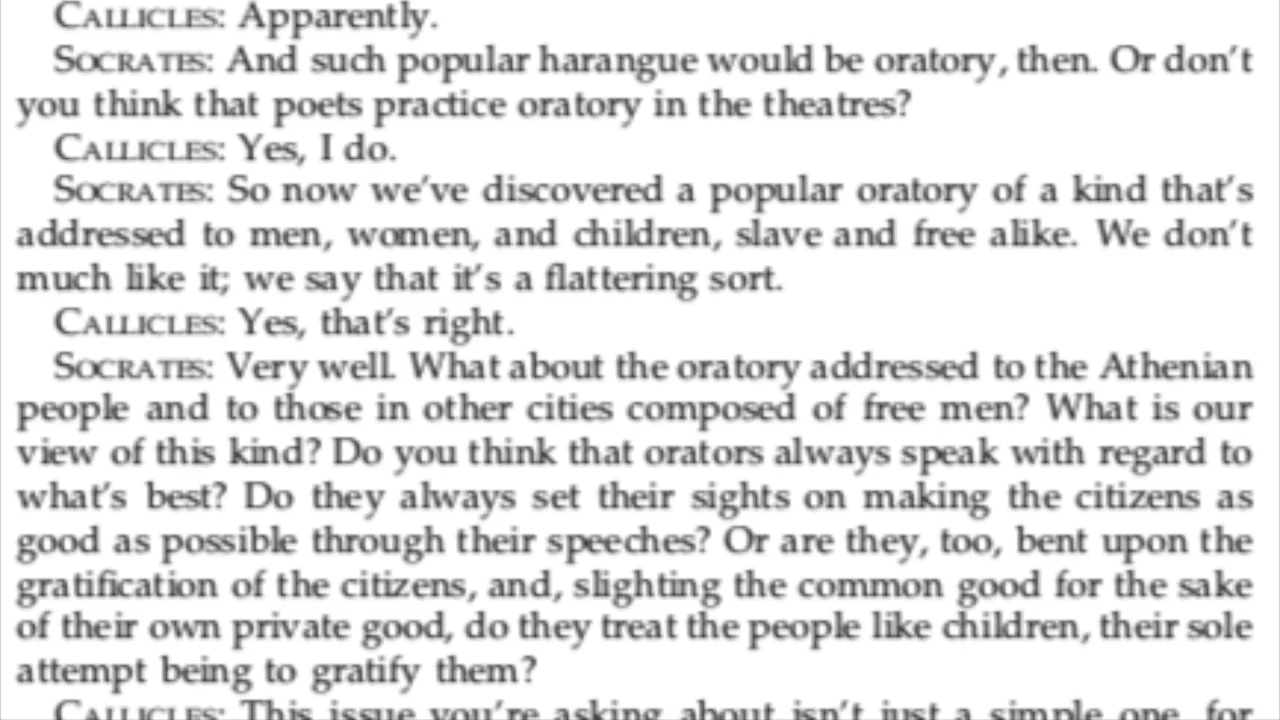 CALLICLES: Apparently.
SOCRATES: And such popular harangue would be oratory, then. Or don't
you think that poets practice oratory in the theatres?
CALLICLES: Yes, I do.
SOCRATES: So now we've discovered a popular oratory of a kind that's
addressed to men, women, and children, slave and free alike. We don't
much like it; we say that it's a flattering sort.
CALLICLES: Yes, that's right.
SOCRATES: Very well. What about the oratory addressed to the Athenian
people and to those in other cities composed of free men? What is our
view of this kind? Do you think that orators always speak with regard to
what's best? Do they always set their sights on making the citizens as
good as possible through their speeches? Or are they, too, bent upon the
gratification of the citizens, and, slighting the common good for the sake
of their own private good, do they treat the people like children, their sole
attempt being to gratify them?
CALLICLES: This issue you're asking about isn't just a simple one, for